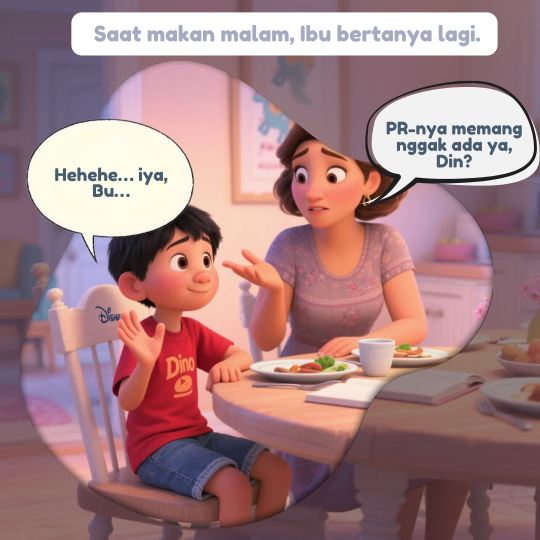 Saat makan malam, Ibu bertanya lagi.
PR-nya memang
nggak ada ya,
Din?
Hehehe... iya,
Bu...
Disney
Dino